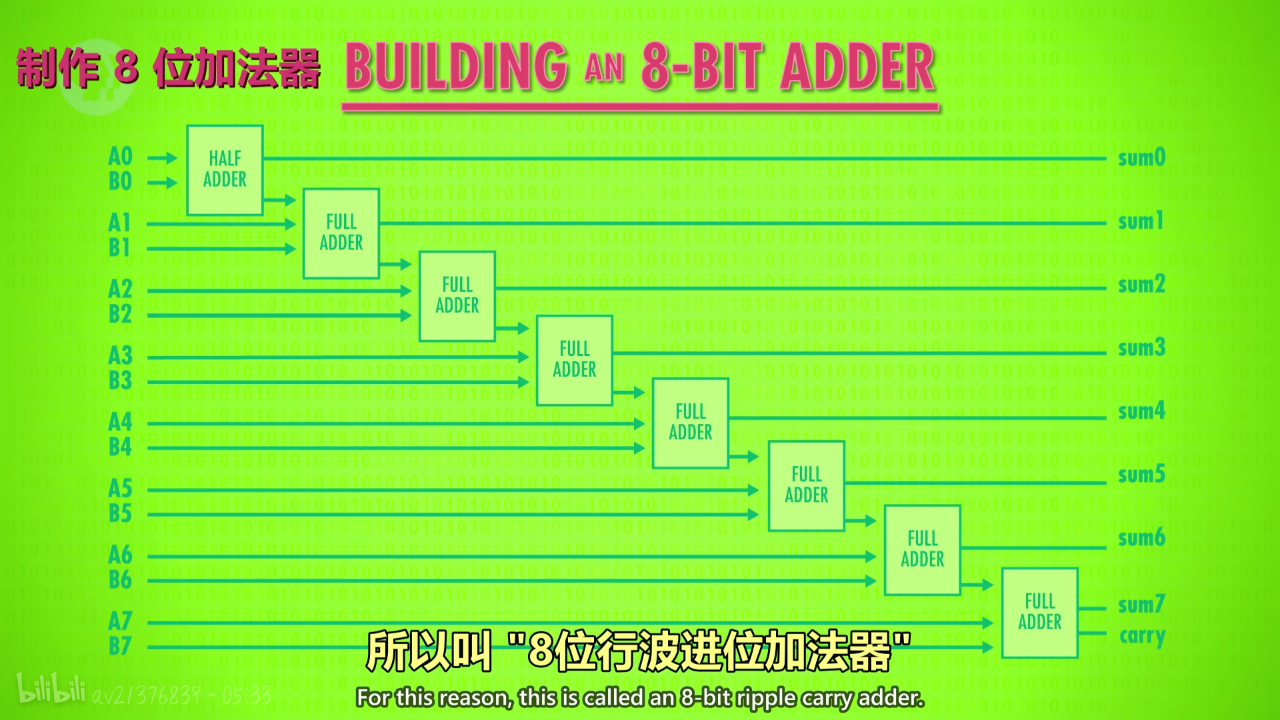 制作 8 位加法器 BUILDING AN 8-BIT ADDER
A0
B0
HALF
ADDER
sum0
A1
B1
FULL
ADDER
sum1
A2
B2
FULL
ADDER
sum2
A3
B3
FULL
ADDER
sum3
A4
B4
FULL
ADDER
sum4
A5
B5
FULL
ADDER
sum5
A6
B6
FULL
ADDER
sum6
A7
B7
FULL
ADDER
sum7
carry
所以叫 "8位行波进位加法器"
For this reason, this is called an 8-bit ripple carry adder.
bilibili av21376839 - 05:33